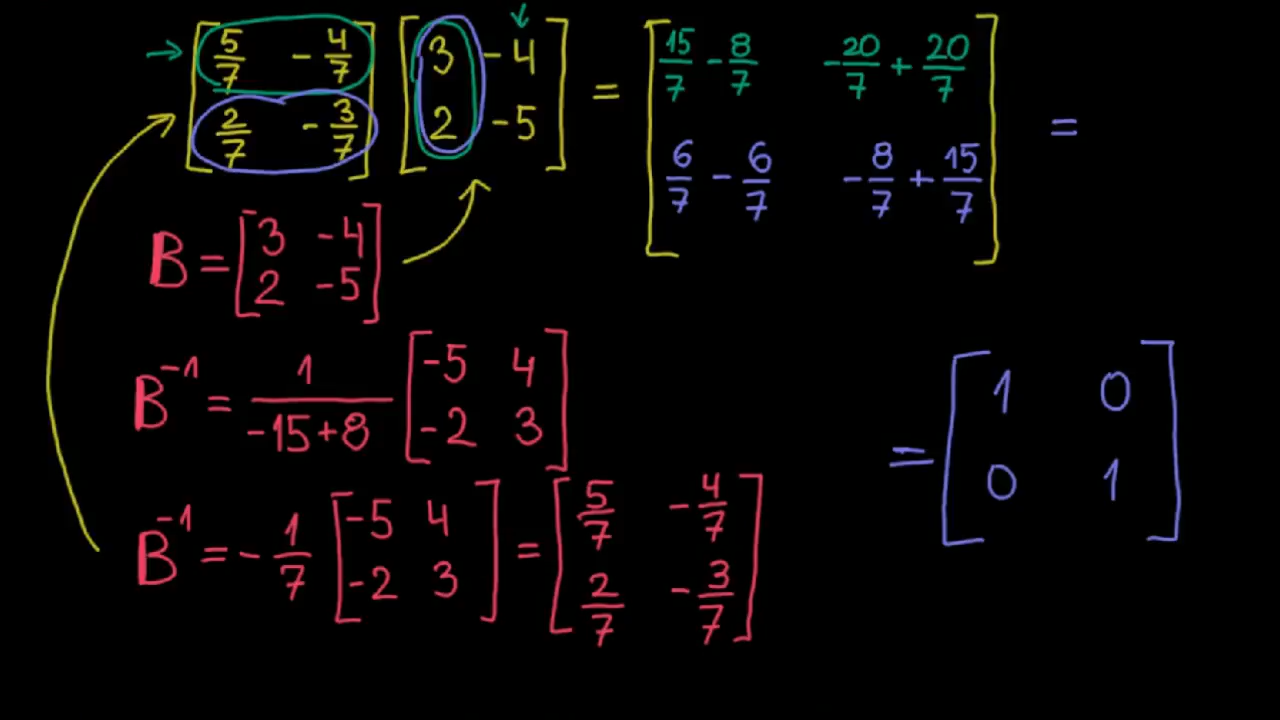 [5/7 -4/7; 2/7 -3/7] [3 -4; 2 -5] = [15/7 - 8/7 -20/7 + 20/7; 6/7 - 6/7 -8/7 + 15/7] =
B = [3 -4; 2 -5]
B^-1 = 1/(-15+8) [-5 4; -2 3]
= [1 0; 0 1]
B^-1 = -1/7 [-5 4; -2 3] = [5/7 -4/7; 2/7 -3/7]